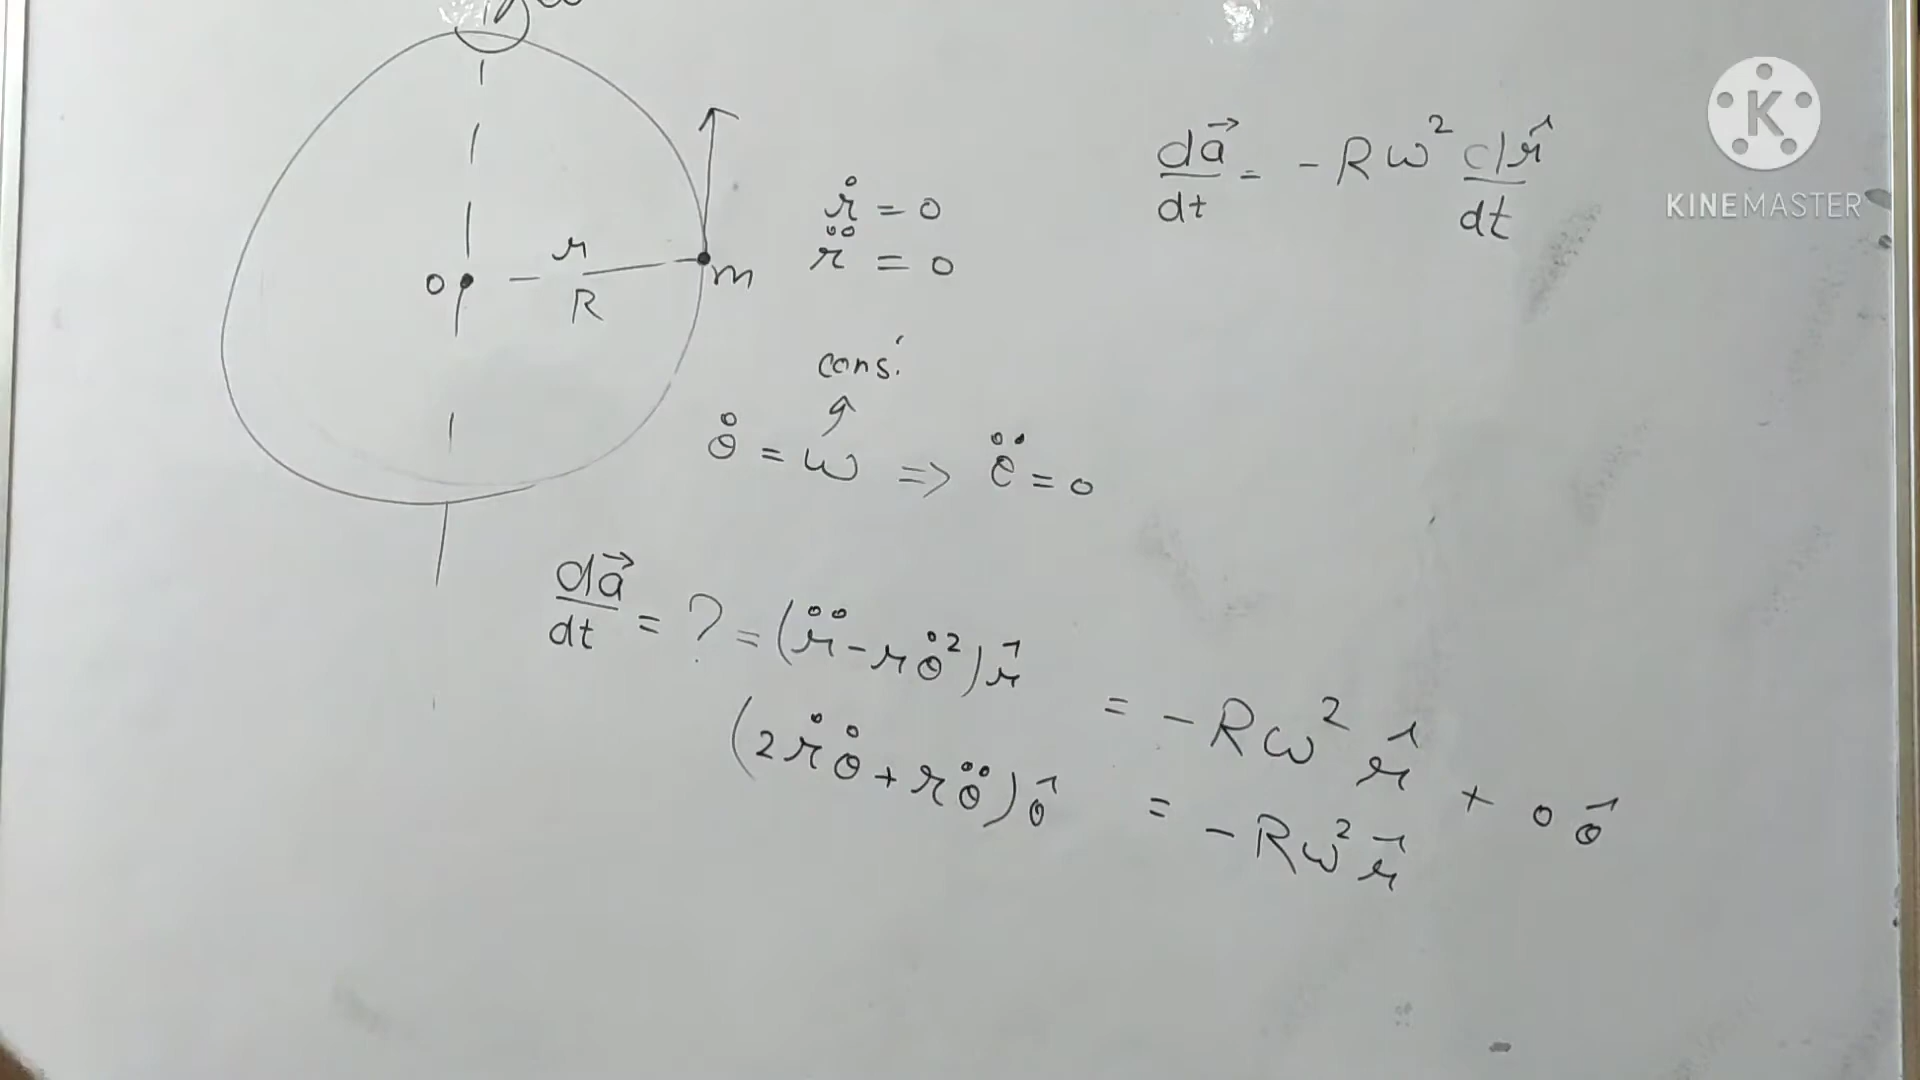 o
r
R
m
ṙ = 0
r̈ = 0
cons.
θ̇ = ω ⇒ θ̈ = 0
da⃗/dt = -Rω² dr̂/dt
da⃗/dt = ? = (r̈ - rθ̇²)r̂
(2ṙθ̇ + rθ̈)θ̂
= -Rω² r̂ + 0 θ̂
= -Rω² r̂
K
KINEMASTER